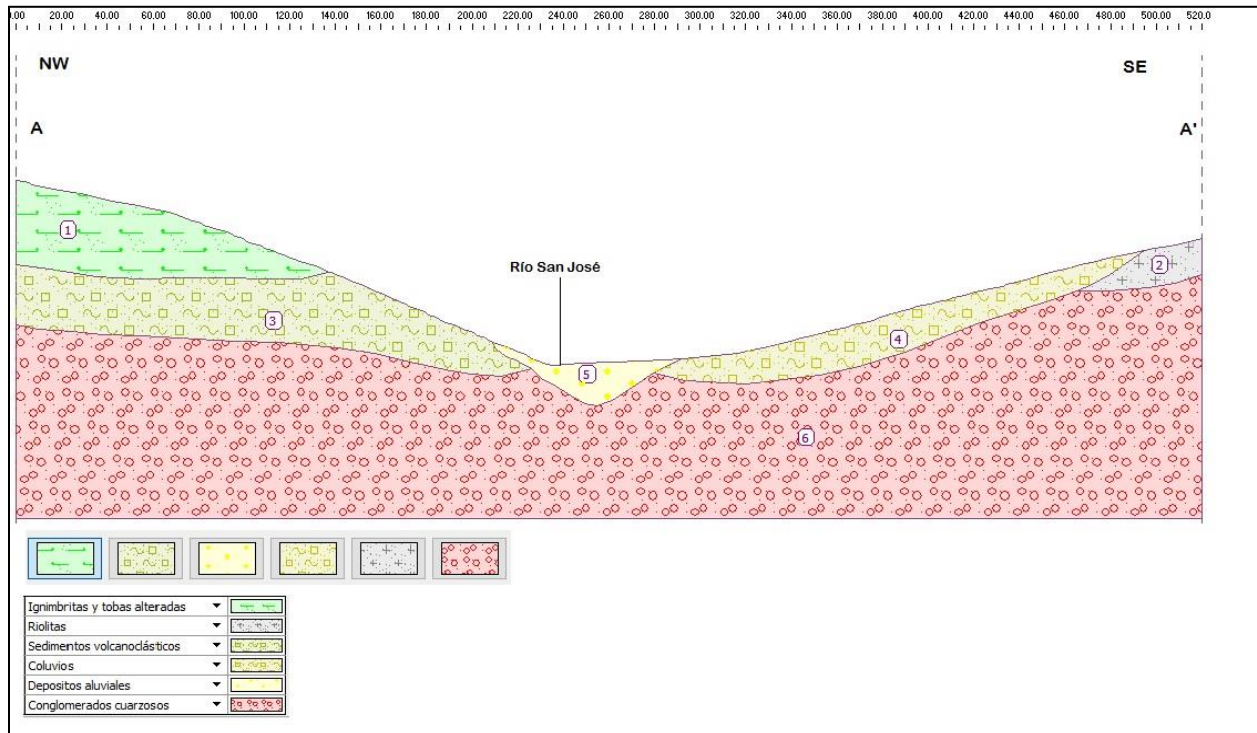 0.00 20.00 40.00 60.00 80.00 100.00 120.00 140.00 160.00 180.00 200.00 220.00 240.00 260.00 280.00 300.00 320.00 340.00 360.00 380.00 400.00 420.00 440.00 460.00 480.00 500.00 520.0
NW SE
A A'
1
2
Río San José
3
4
5
6
Ignimbritas y tobas alteradas
Riolitas
Sedimentos volcanoclásticos
Coluvios
Depositos aluviales
Conglomerados cuarzosos